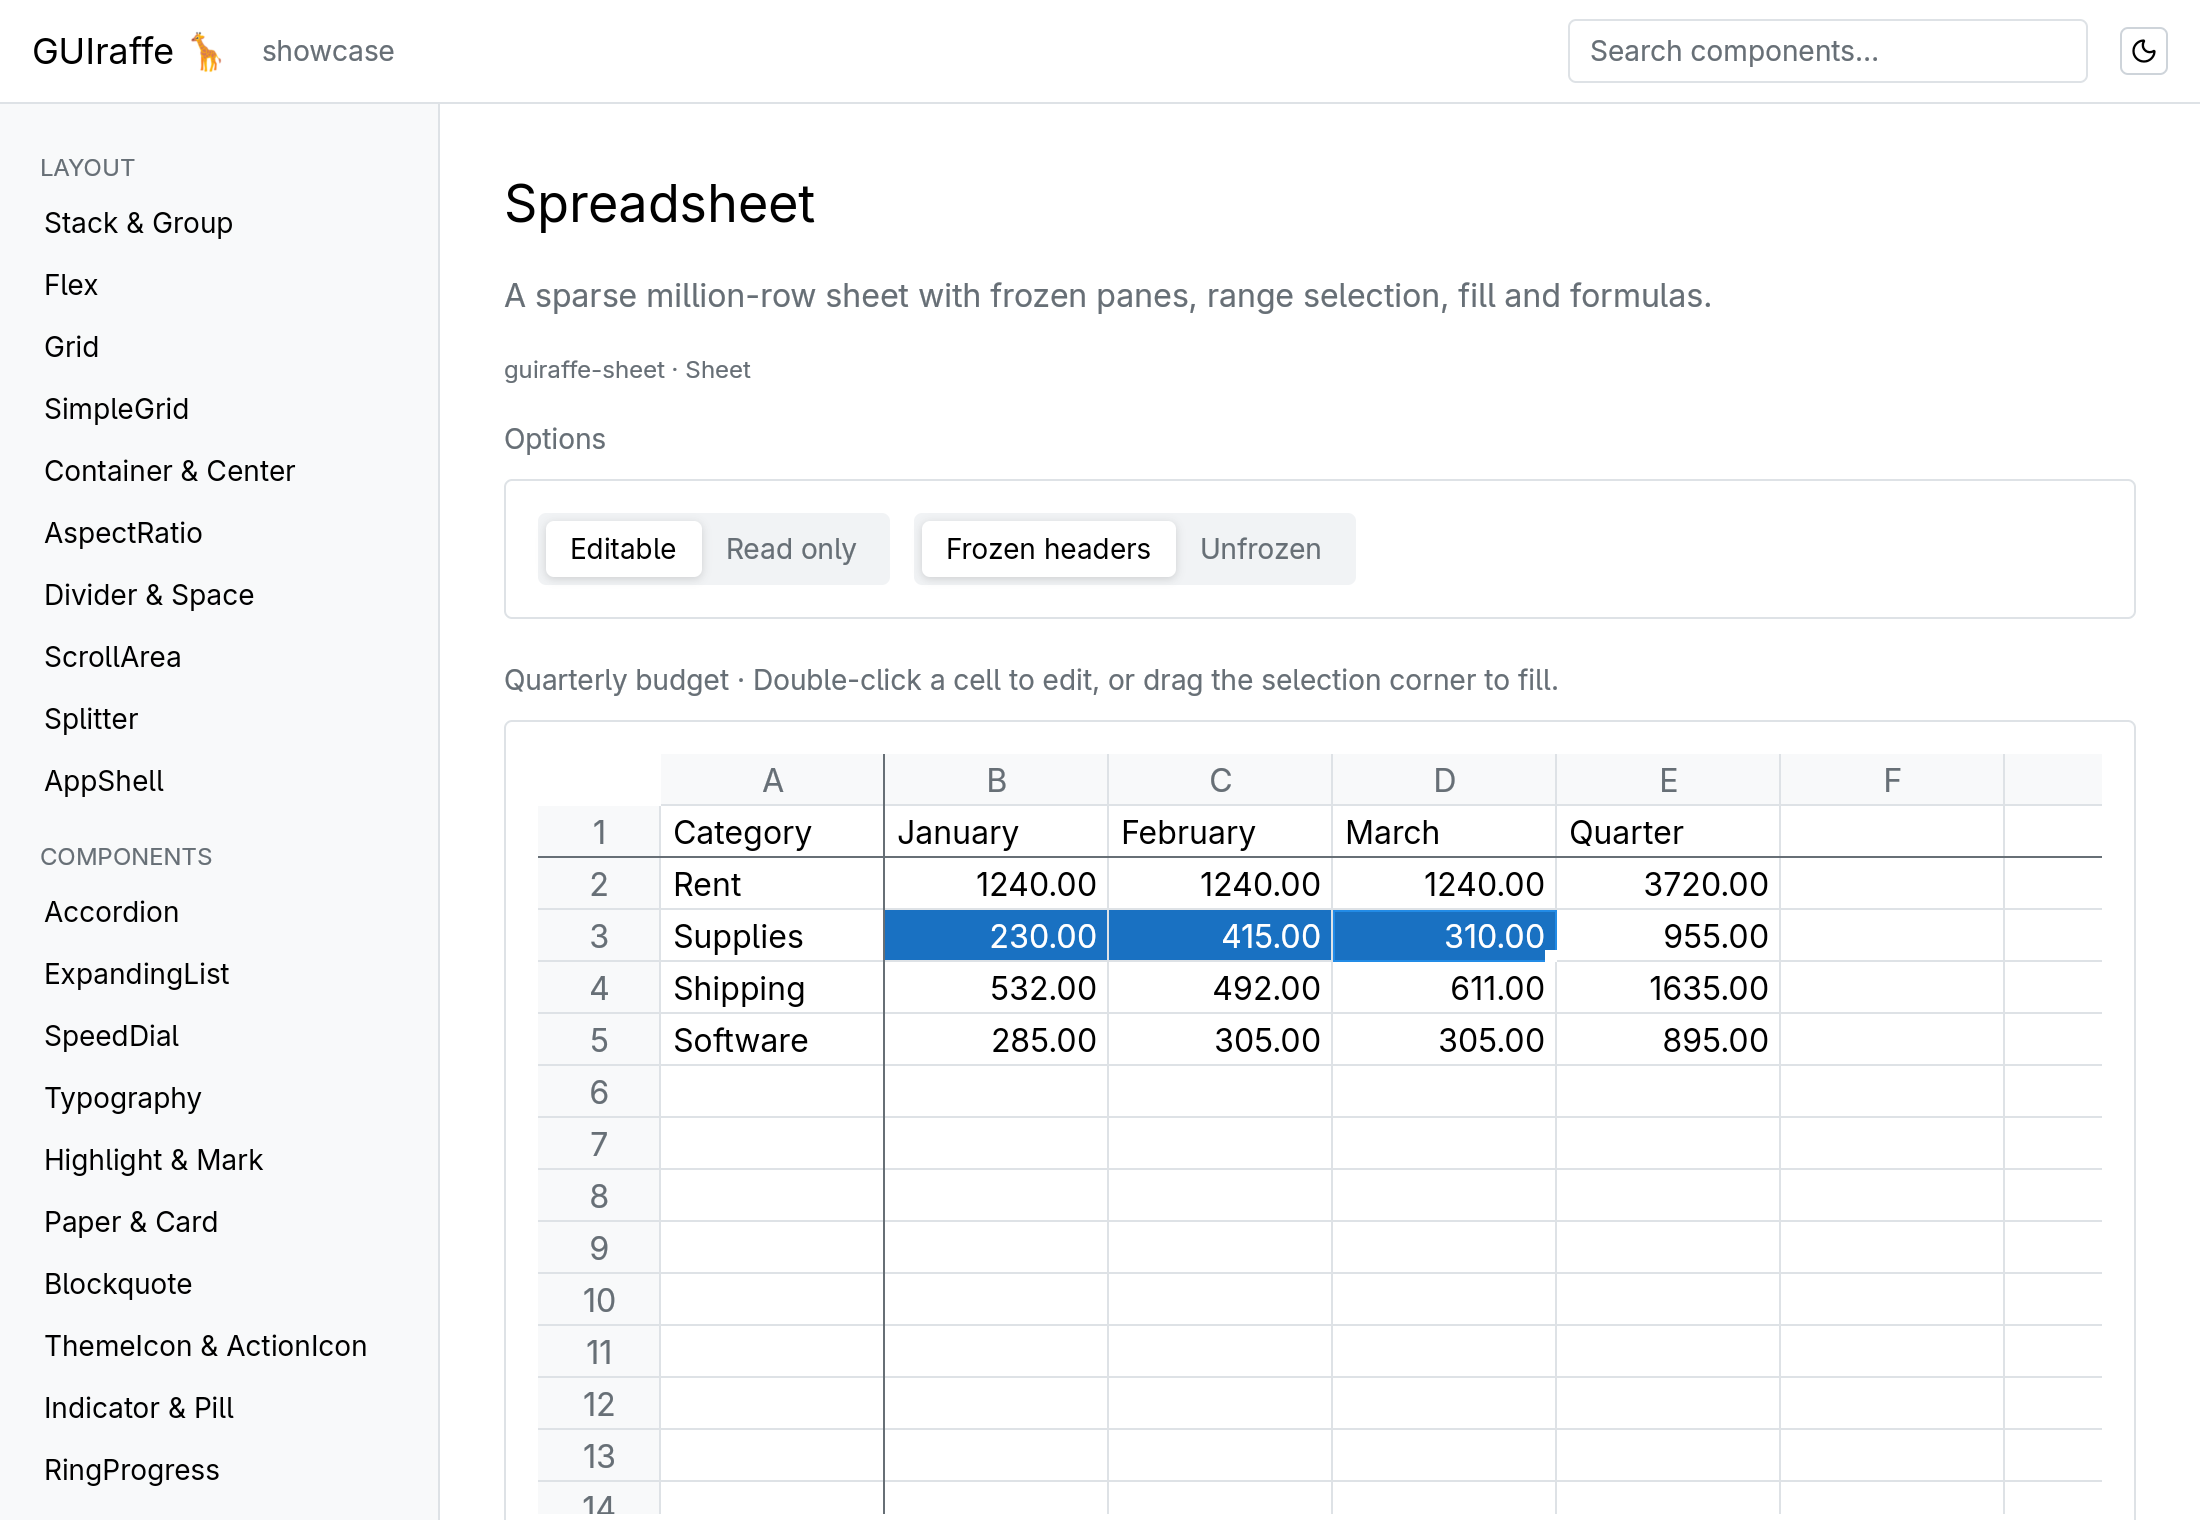 GUIraffe 🦒 showcase Search components...
LAYOUT
Stack & Group
Flex
Grid
SimpleGrid
Container & Center
AspectRatio
Divider & Space
ScrollArea
Splitter
AppShell
COMPONENTS
Accordion
ExpandingList
SpeedDial
Typography
Highlight & Mark
Paper & Card
Blockquote
ThemeIcon & ActionIcon
Indicator & Pill
RingProgress
Spreadsheet
A sparse million-row sheet with frozen panes, range selection, fill and formulas.
guiraffe-sheet · Sheet
Options
Editable Read only Frozen headers Unfrozen
Quarterly budget · Double-click a cell to edit, or drag the selection corner to fill.
A B C D E F
1 Category January February March Quarter
2 Rent 1240.00 1240.00 1240.00 3720.00
3 Supplies 230.00 415.00 310.00 955.00
4 Shipping 532.00 492.00 611.00 1635.00
5 Software 285.00 305.00 305.00 895.00
6
7
8
9
10
11
12
13
14